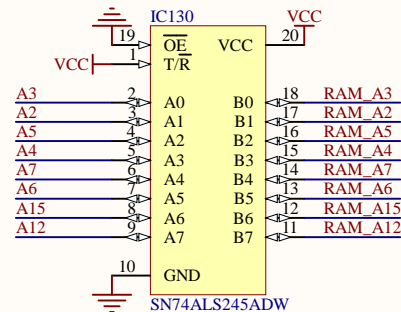 IC130
19 OE VCC 20 VCC
VCC 1 T/R
A3 2 A0 B0 18 RAM_A3
A2 3 A1 B1 17 RAM_A2
A5 4 A2 B2 16 RAM_A5
A4 5 A3 B3 15 RAM_A4
A7 6 A4 B4 14 RAM_A7
A6 7 A5 B5 13 RAM_A6
A15 8 A6 B6 12 RAM_A15
A12 9 A7 B7 11 RAM_A12
10 GND
SN74ALS245ADW